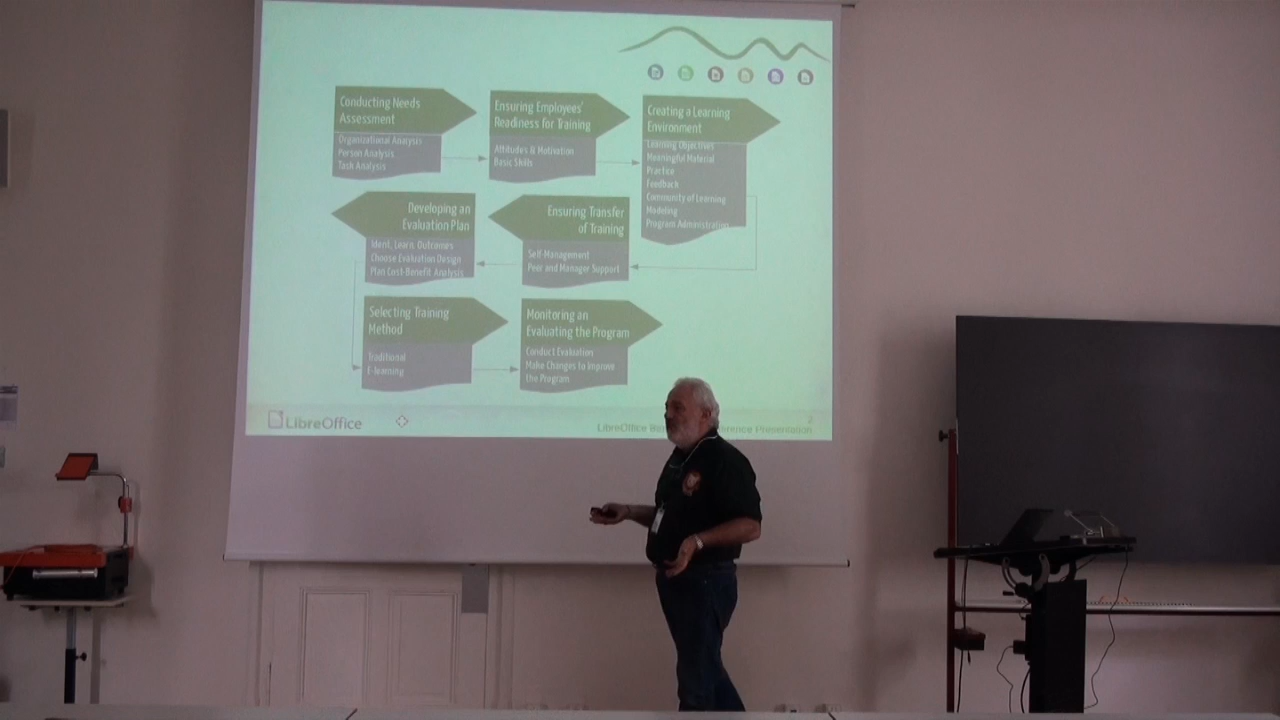 Conducting Needs
Assessment
Organizational Analysis
Person Analysis
Task Analysis
Ensuring Employees'
Readiness for Training
Attitudes & Motivation
Basic Skills
Creating a Learning
Environment
Learning Objectives
Meaningful Material
Practice
Feedback
Community of Learning
Modeling
Program Administration
Developing an
Evaluation Plan
Ident. Learn. Outcomes
Choose Evaluation Design
Plan Cost-Benefit Analysis
Ensuring Transfer
of Training
Self-Management
Peer and Manager Support
Selecting Training
Method
Traditional
E-learning
Monitoring an
Evaluating the Program
Conduct Evaluation
Make Changes to Improve
the Program
2
LibreOffice
LibreOffice Presentation